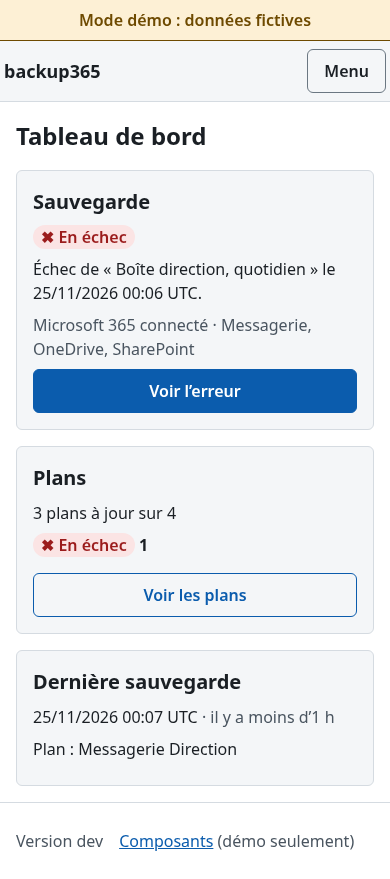 Mode démo : données fictives
backup365
Menu
Tableau de bord
Sauvegarde
✖ En échec
Échec de « Boîte direction, quotidien » le
25/11/2026 00:06 UTC.
Microsoft 365 connecté · Messagerie,
OneDrive, SharePoint
Voir l’erreur
Plans
3 plans à jour sur 4
✖ En échec 1
Voir les plans
Dernière sauvegarde
25/11/2026 00:07 UTC · il y a moins d’1 h
Plan : Messagerie Direction
Version dev Composants (démo seulement)